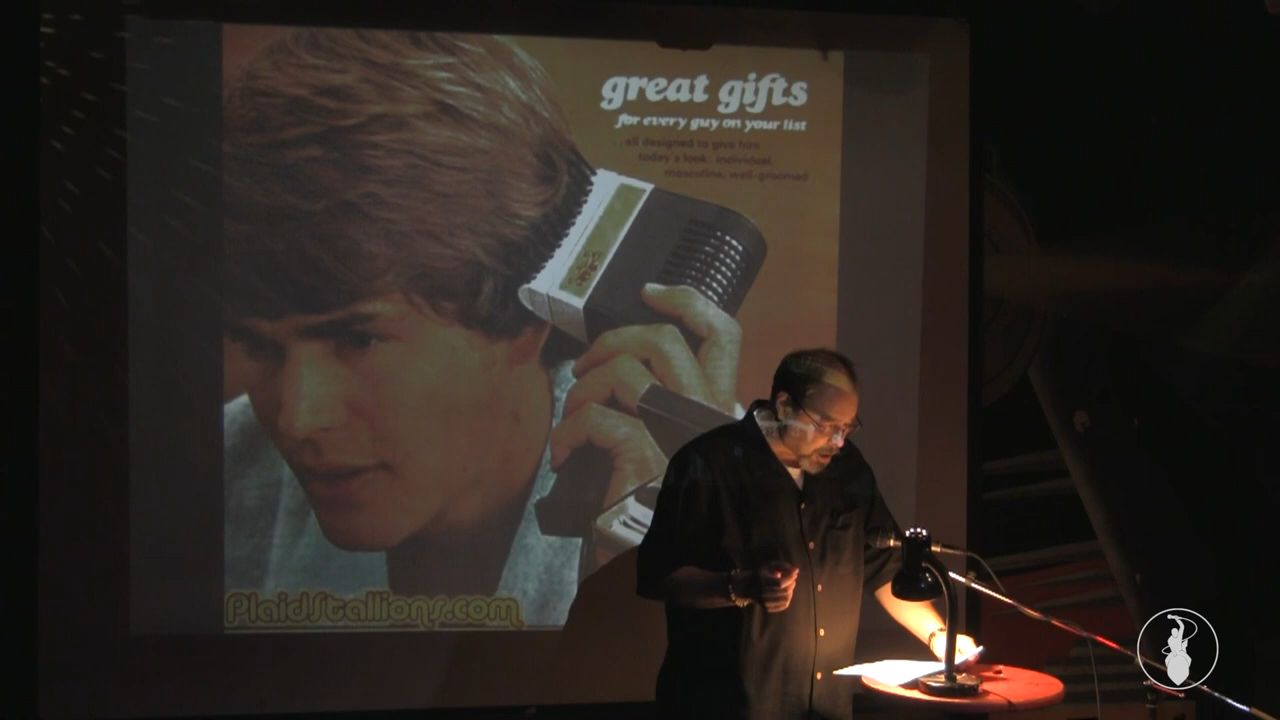 great gifts
for every guy on your list
all designed to give him
today's look: individual,
masculine, well-groomed
PlaidStallions.com